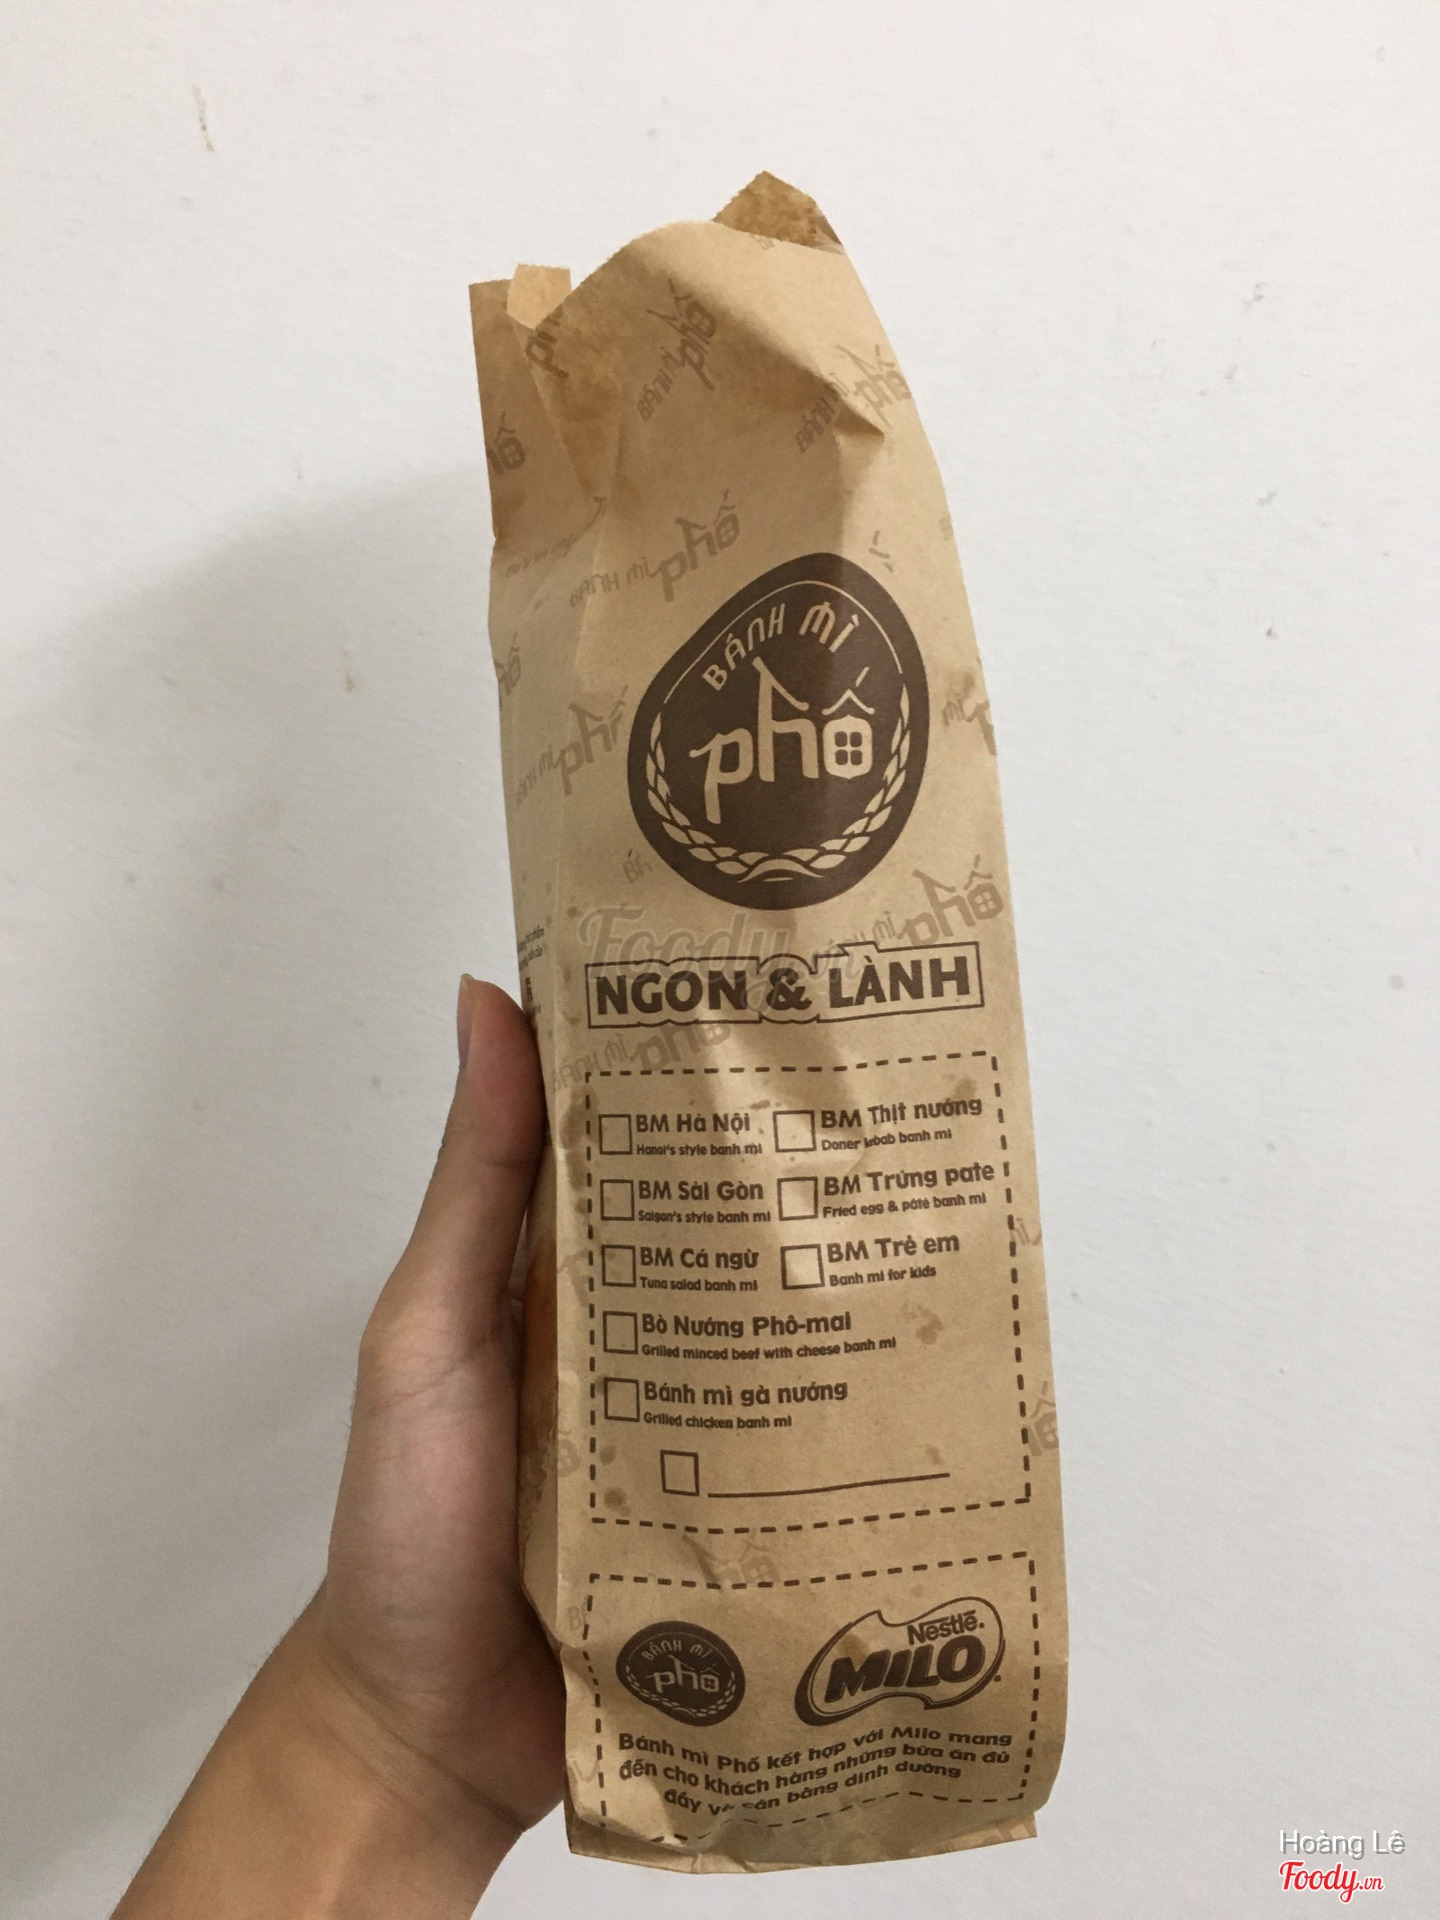 BÁNH MÌ
phố
NGON & LÀNH
BM Hà Nội
Hanoi's style banh mi
BM Thịt nướng
Doner kebab banh mi
BM Sài Gòn
Saigon's style banh mi
BM Trứng pate
Fried egg & pâté banh mi
BM Cá ngừ
Tuna salad banh mi
BM Trẻ em
Banh mi for kids
Bò Nướng Phô-mai
Grilled minced beef with cheese banh mi
Bánh mì gà nướng
Grilled chicken banh mi
BÁNH MÌ
phố
Nestlé.
MILO
Bánh mì Phố kết hợp với Milo mang
đến cho khách hàng những bữa ăn đủ
đầy và cân bằng dinh dưỡng
Foody.vn
Hoàng Lê
Foody.vn